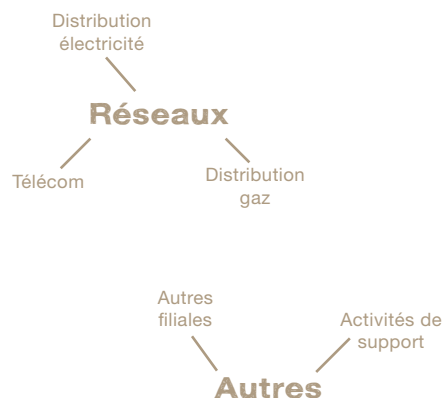 Distribution
électricité
Réseaux
Télécom
Distribution
gaz
Autres
filiales
Activités de
support
Autres